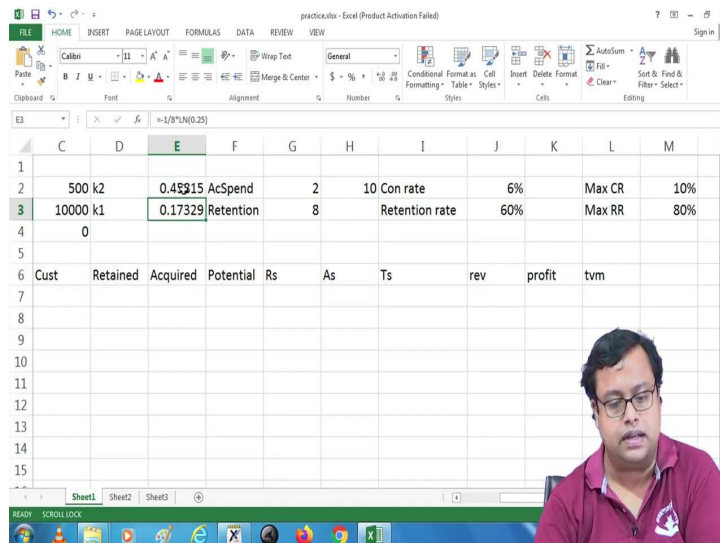 practice.xlsx - Excel (Product Activation Failed)
FILE HOME INSERT PAGE LAYOUT FORMULAS DATA REVIEW VIEW Sign in
Paste Calibri 11 Wrap Text General AutoSum
Merge & Center Conditional Formatting Format as Table Cell Styles Insert Delete Format Fill Clear Sort & Filter Find & Select
Clipboard Font Alignment Number Styles Cells Editing
E3 =-1/8*LN(0.25)
C D E F G H I J K L M
1
2 500 k2 0.45815 AcSpend 2 10 Con rate 6% Max CR 10%
3 10000 k1 0.17329 Retention 8 Retention rate 60% Max RR 80%
4 0
5
6 Cust Retained Acquired Potential Rs As Ts rev profit tvm
7
8
9
10
11
12
13
14
15
Sheet1 Sheet2 Sheet3
READY SCROLL LOCK